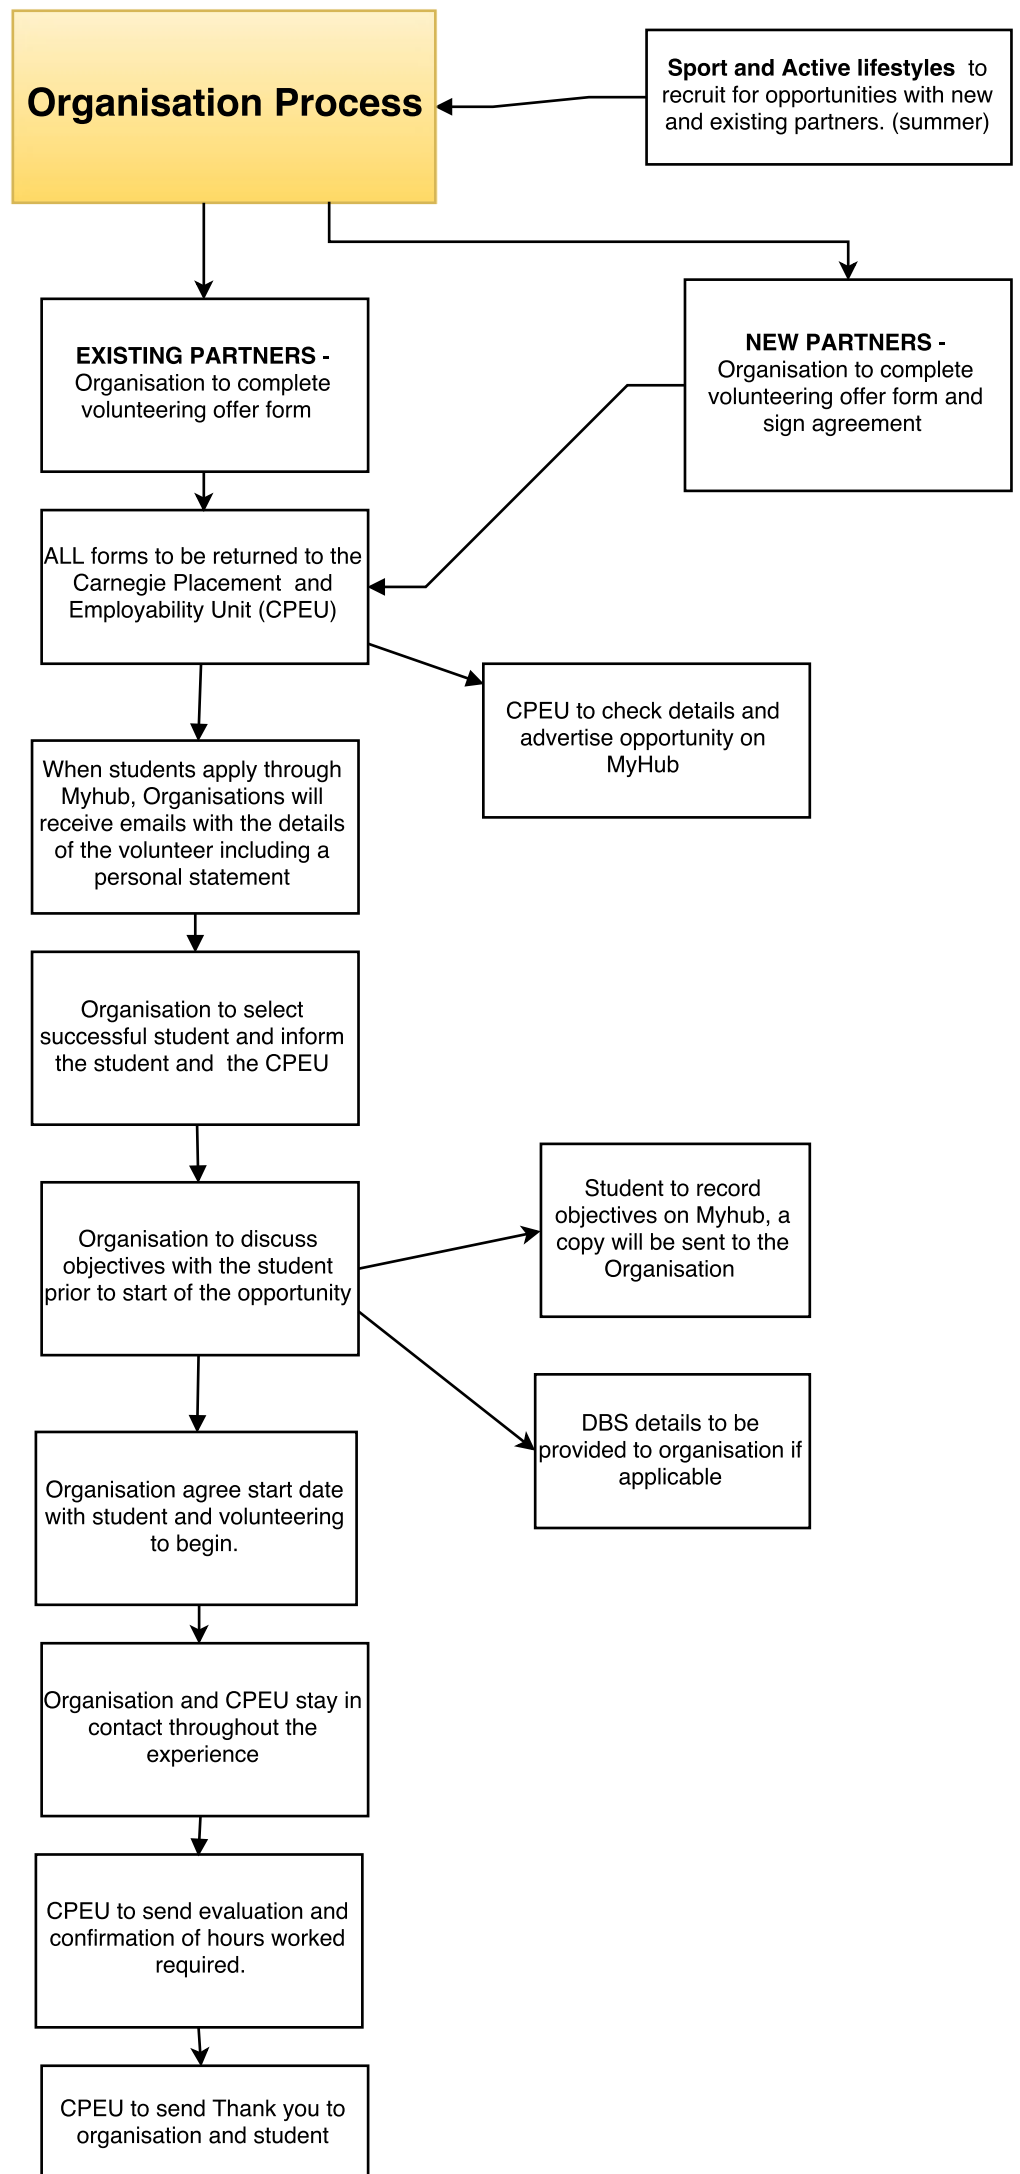 Organisation Process
Sport and Active lifestyles to
recruit for opportunities with new
and existing partners. (summer)
EXISTING PARTNERS -
Organisation to complete
volunteering offer form
NEW PARTNERS -
Organisation to complete
volunteering offer form and
sign agreement
ALL forms to be returned to the
Carnegie Placement and
Employability Unit (CPEU)
CPEU to check details and
advertise opportunity on
MyHub
When students apply through
Myhub, Organisations will
receive emails with the details
of the volunteer including a
personal statement
Organisation to select
successful student and inform
the student and the CPEU
Organisation to discuss
objectives with the student
prior to start of the opportunity
Student to record
objectives on Myhub, a
copy will be sent to the
Organisation
DBS details to be
provided to organisation if
applicable
Organisation agree start date
with student and volunteering
to begin.
Organisation and CPEU stay in
contact throughout the
experience
CPEU to send evaluation and
confirmation of hours worked
required.
CPEU to send Thank you to
organisation and student